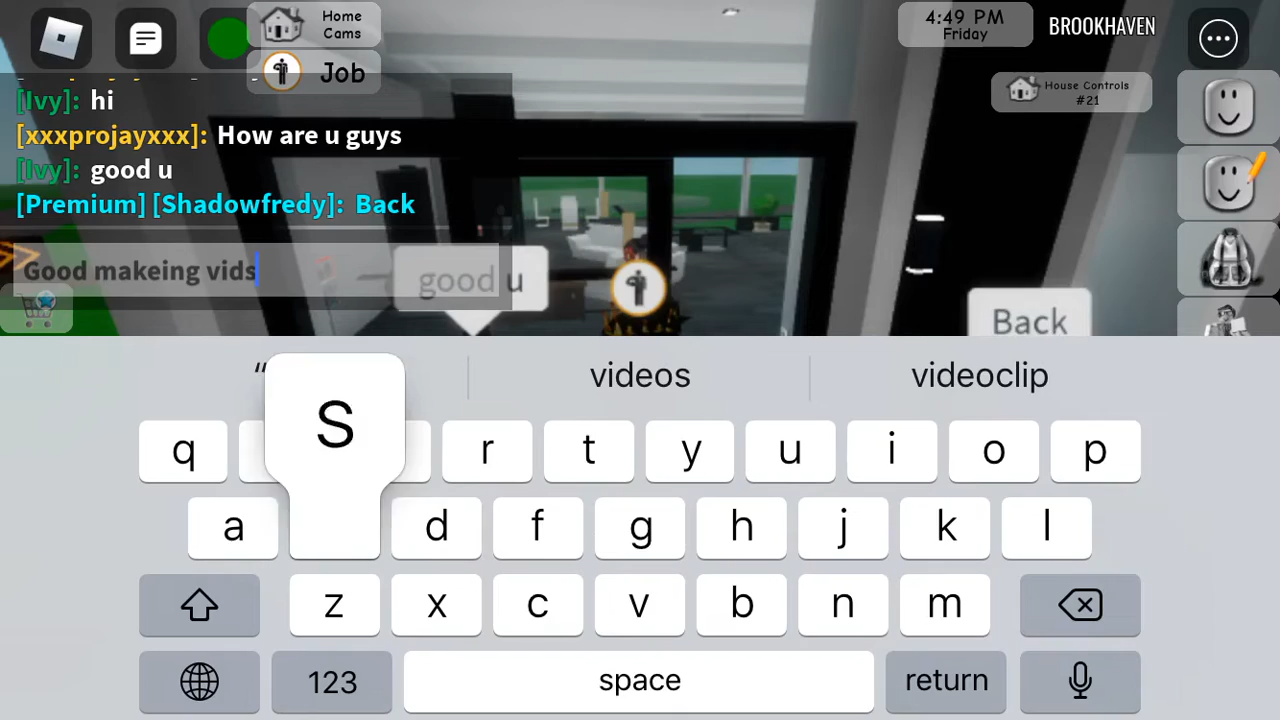 Home
Cams
4:49 PM
Friday
BROOKHAVEN
Job
House Controls
#21
[Ivy]: hi
[xxxprojayxxx]: How are u guys
[Ivy]: good u
[Premium] [Shadowfredy]: Back
Good makeing vids
good u
Back
“
videos
videoclip
S
q r t y u i o p
a d f g h j k l
z x c v b n m
123 space return